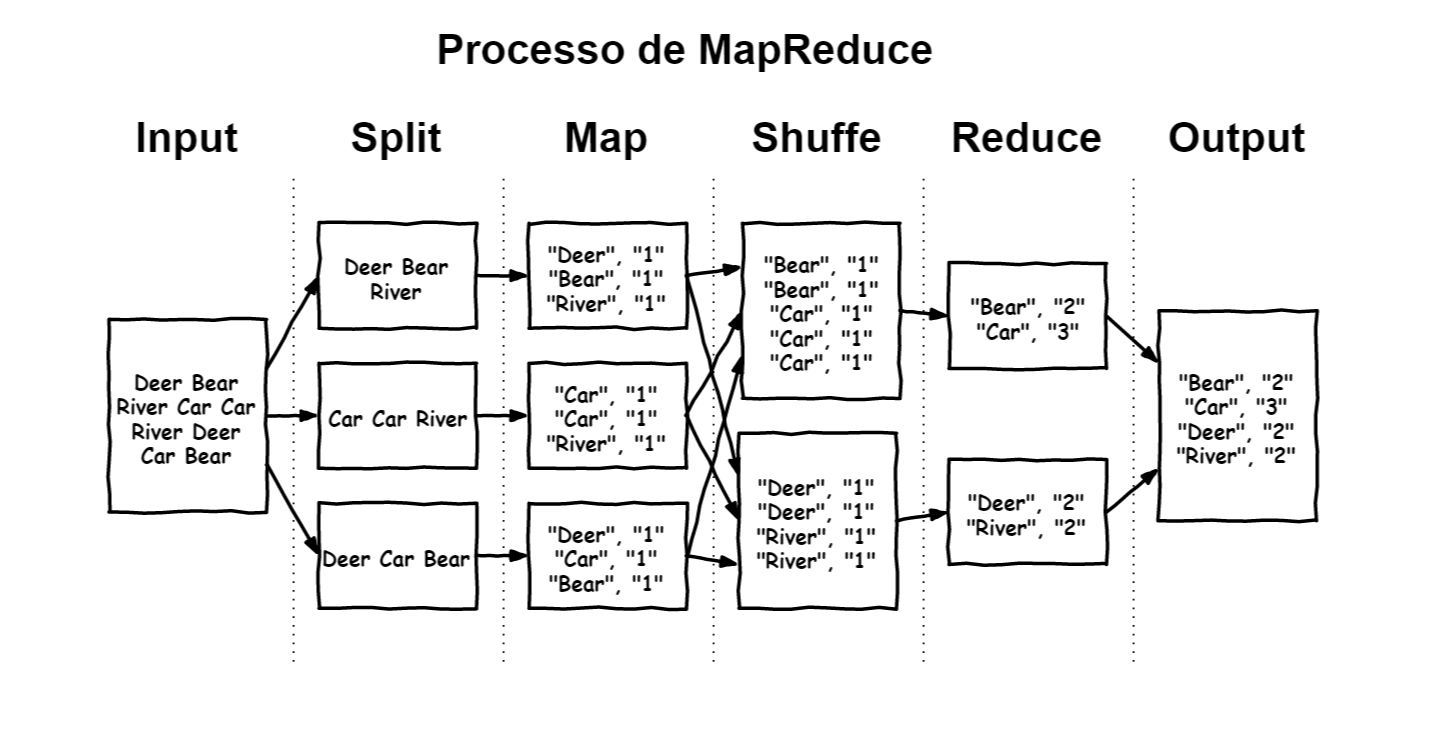 Processo de MapReduce
Input
Split
Map
Shuffe
Reduce
Output
Deer Bear
River Car Car
River Deer
Car Bear
Deer Bear
River
Car Car River
Deer Car Bear
"Deer", "1"
"Bear", "1"
"River", "1"
"Car", "1"
"Car", "1"
"River", "1"
"Deer", "1"
"Car", "1"
"Bear", "1"
"Bear", "1"
"Bear", "1"
"Car", "1"
"Car", "1"
"Car", "1"
"Deer", "1"
"Deer", "1"
"River", "1"
"River", "1"
"Bear", "2"
"Car", "3"
"Deer", "2"
"River", "2"
"Bear", "2"
"Car", "3"
"Deer", "2"
"River", "2"